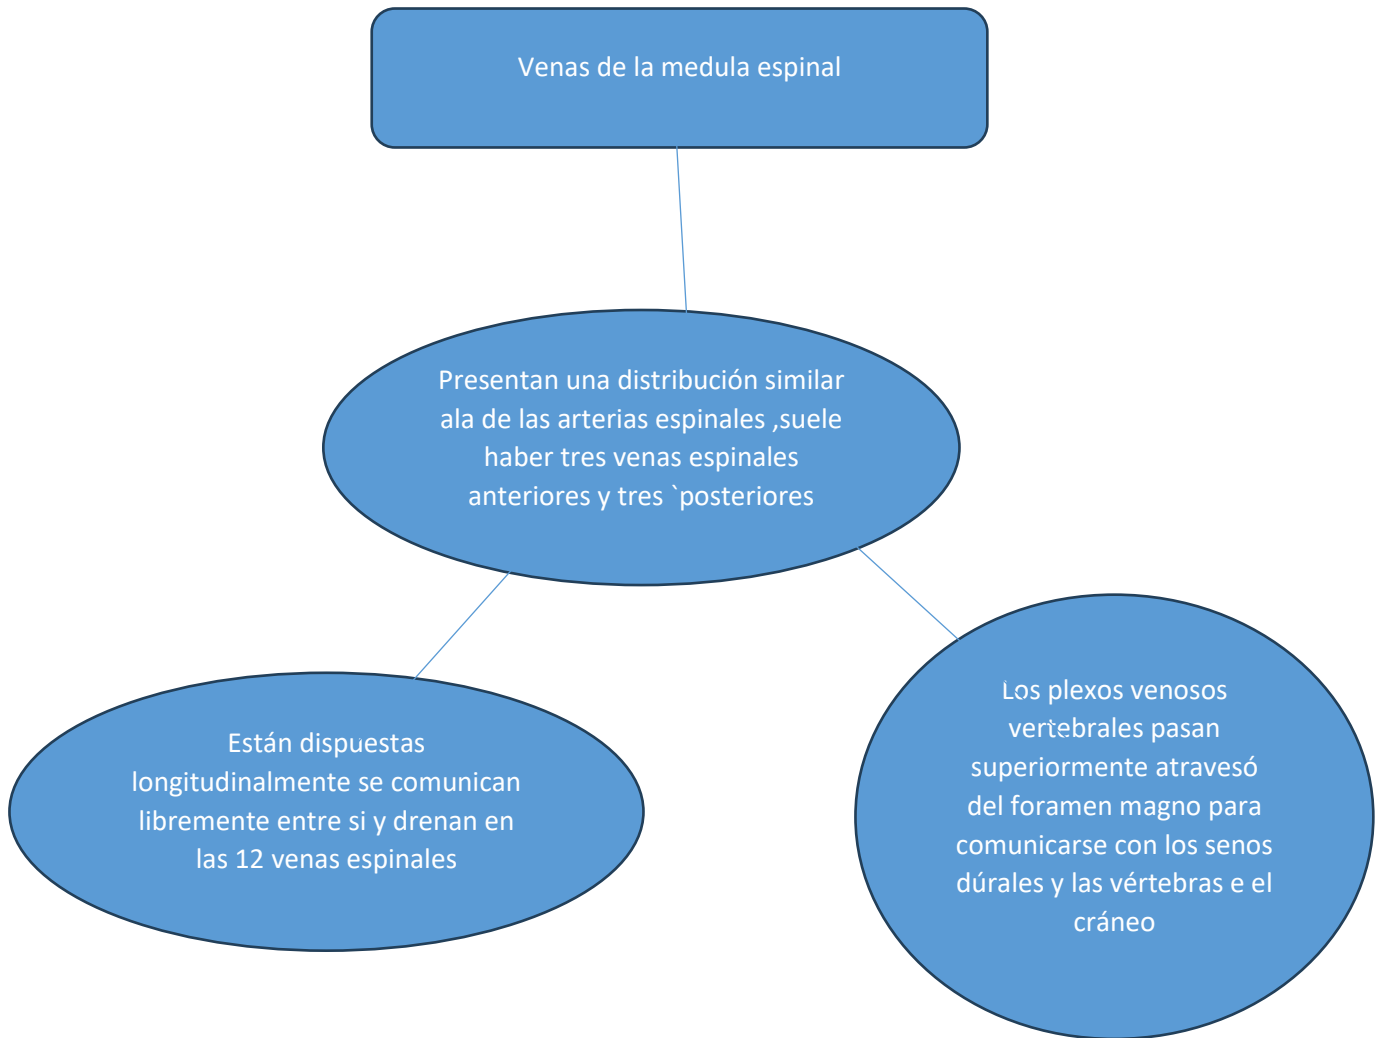 Venas de la medula espinal
Presentan una distribución similar
ala de las arterias espinales ,suele
haber tres venas espinales
anteriores y tres `posteriores
Están dispuestas
longitudinalmente se comunican
libremente entre si y drenan en
las 12 venas espinales
Los plexos venosos
vertebrales pasan
superiormente atravesó
del foramen magno para
comunicarse con los senos
dúrales y las vértebras e el
cráneo